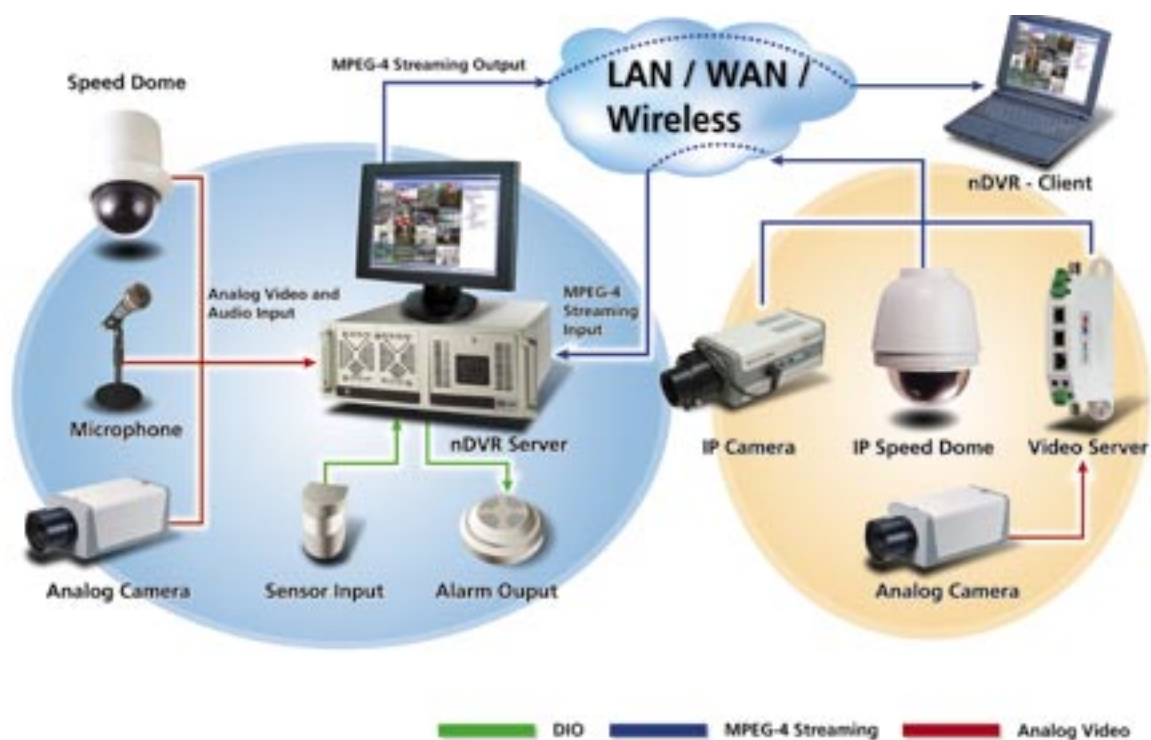 Speed Dome
MPEG-4 Streaming Output
LAN / WAN /
Wireless
nDVR - Client
Analog Video and
Audio Input
MPEG-4
Streaming
Input
Microphone
nDVR Server
IP Camera
IP Speed Dome
Video Server
Analog Camera
Sensor Input
Alarm Ouput
Analog Camera
DIO
MPEG-4 Streaming
Analog Video